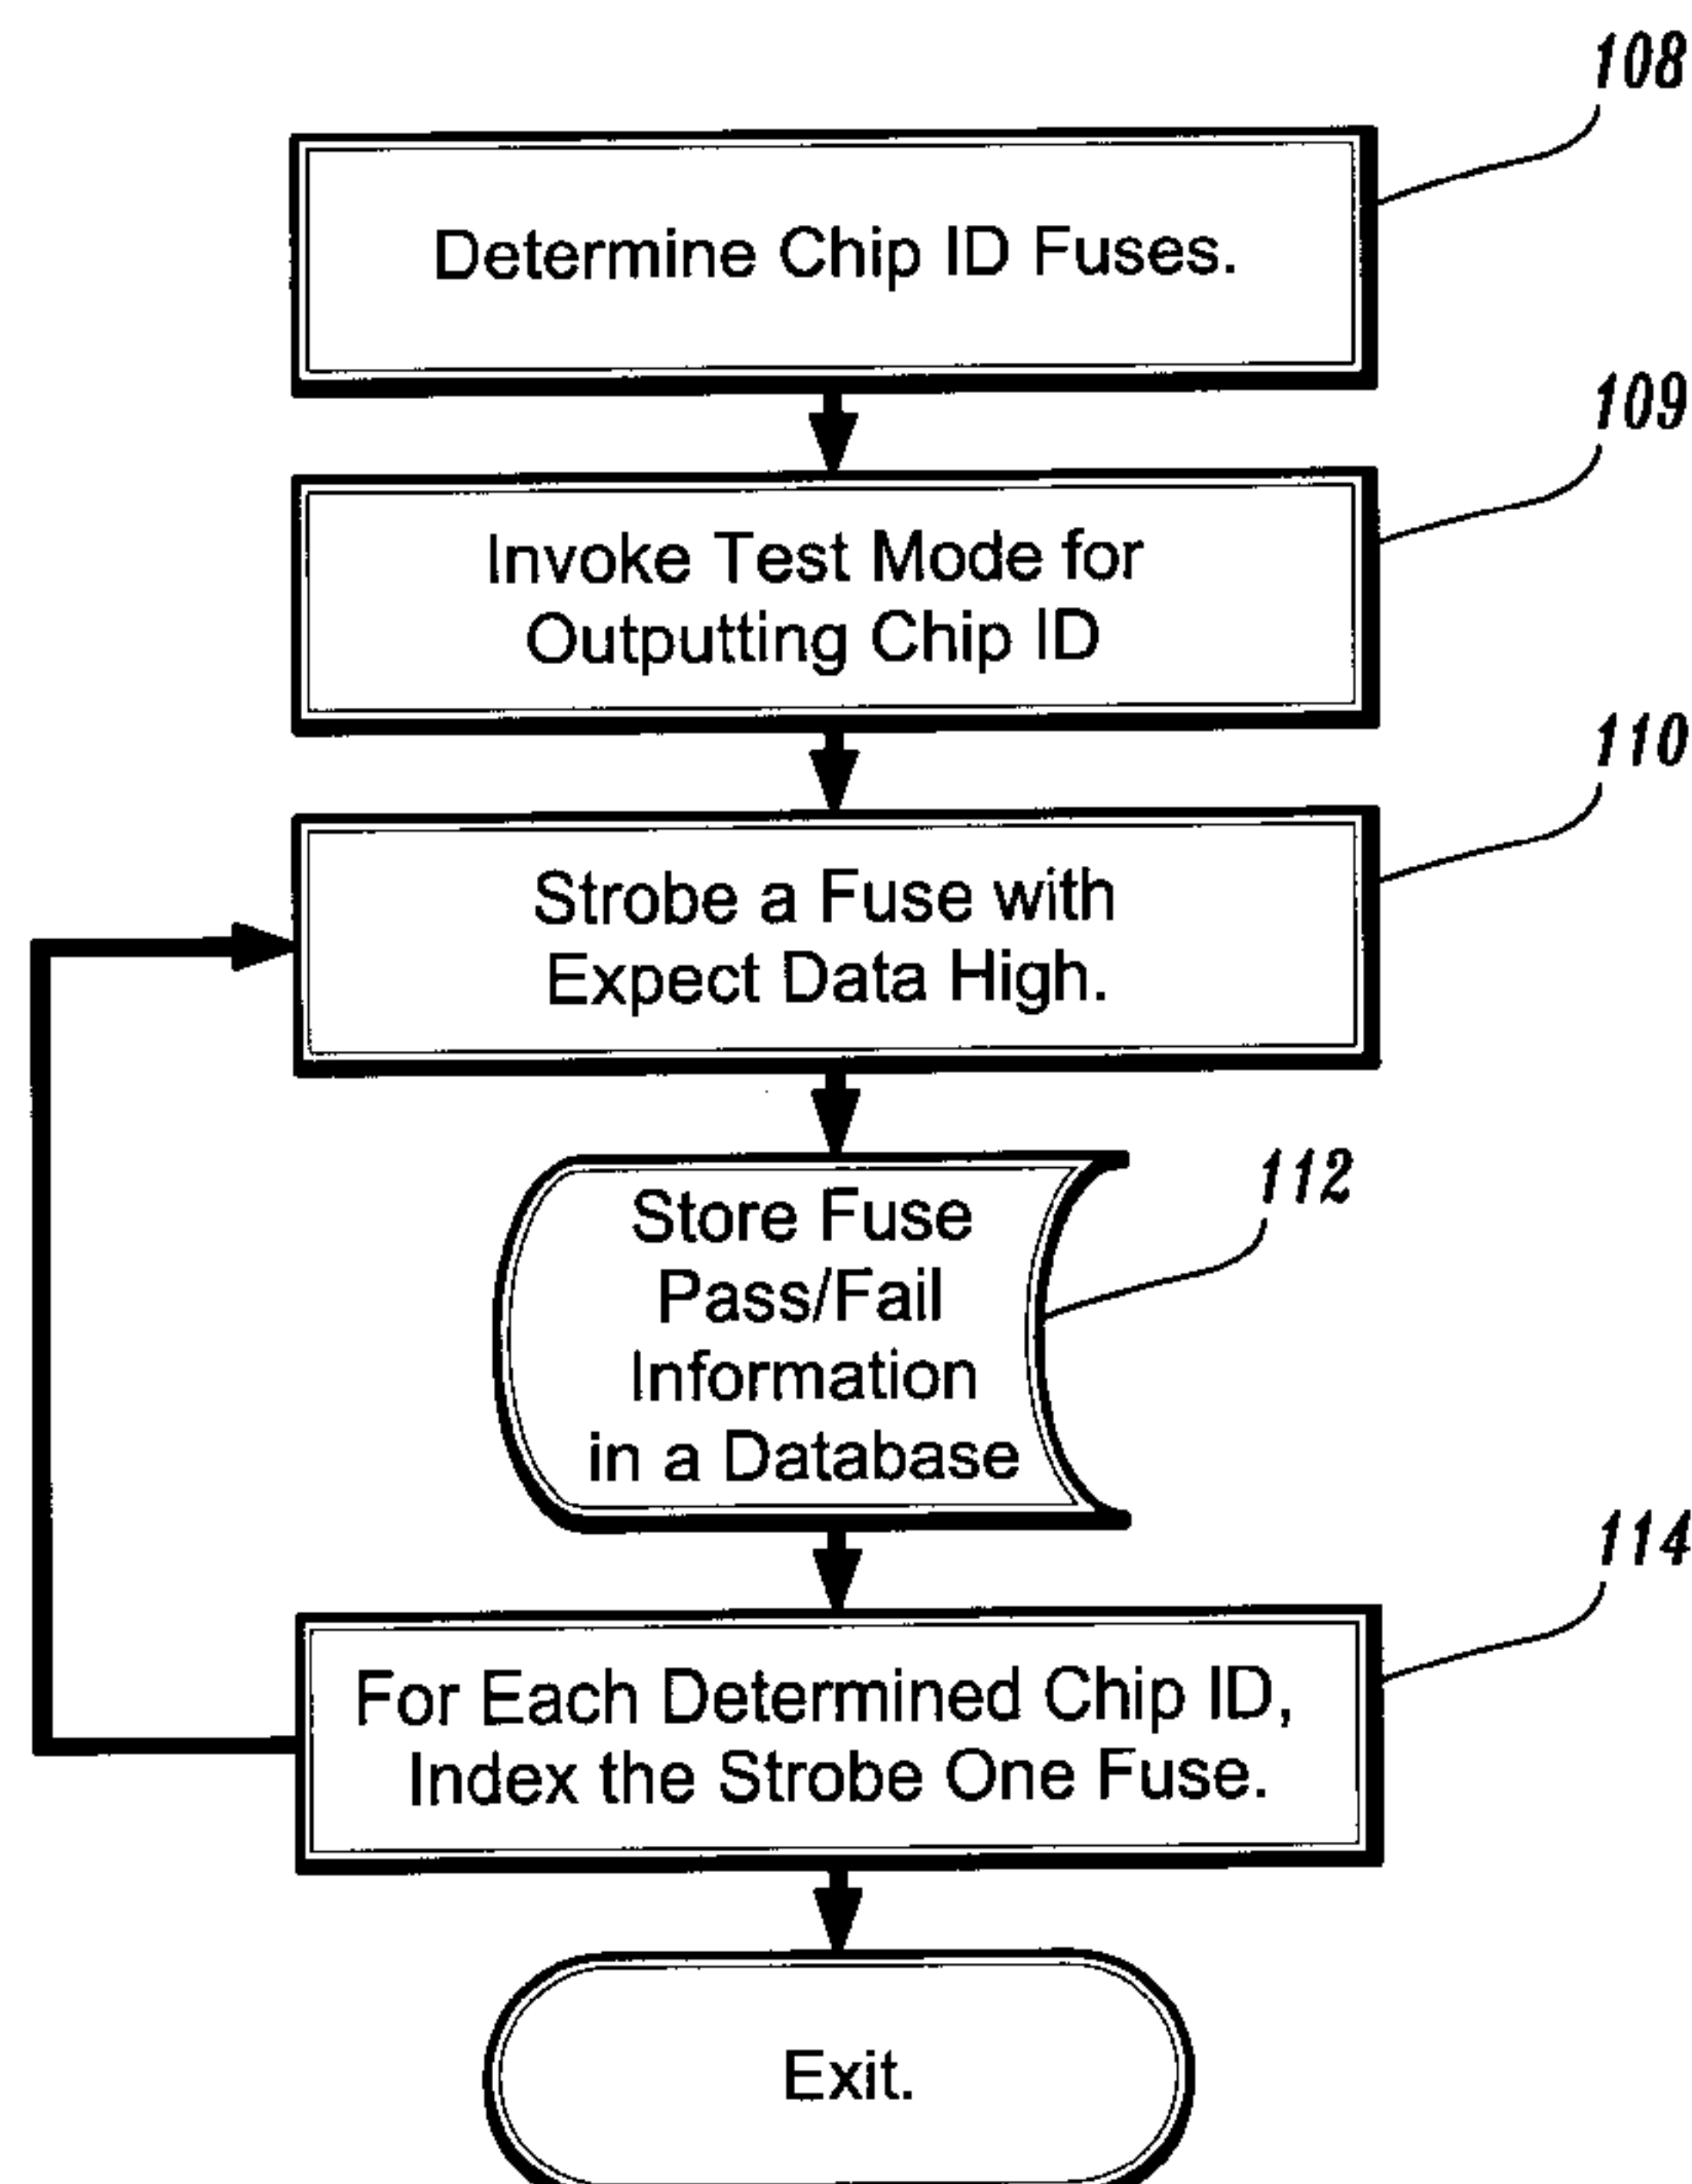 108
Determine Chip ID Fuses.
109
Invoke Test Mode for
Outputting Chip ID
110
Strobe a Fuse with
Expect Data High.
112
Store Fuse
Pass/Fail
Information
in a Database
114
For Each Determined Chip ID,
Index the Strobe One Fuse.
Exit.